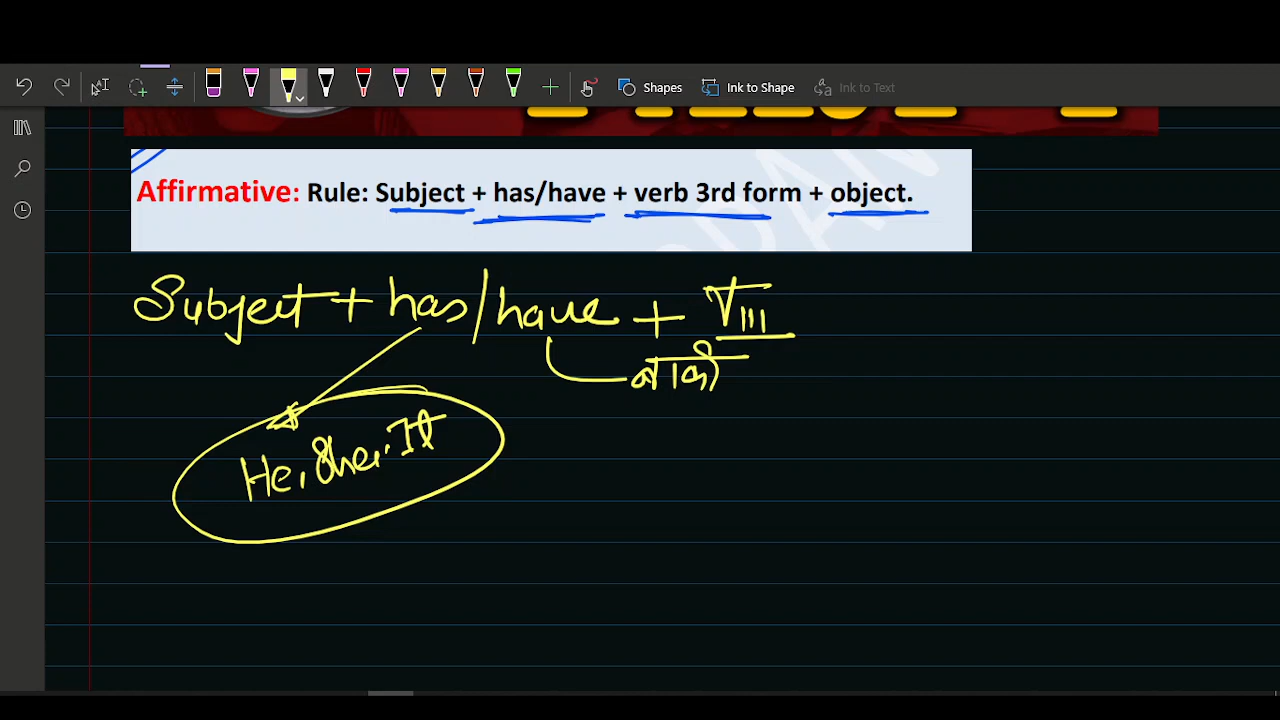 Shapes
Ink to Shape
Ink to Text
Affirmative: Rule: Subject + has/have + verb 3rd form + object.
Subject + has/have + VIII
He, She, It